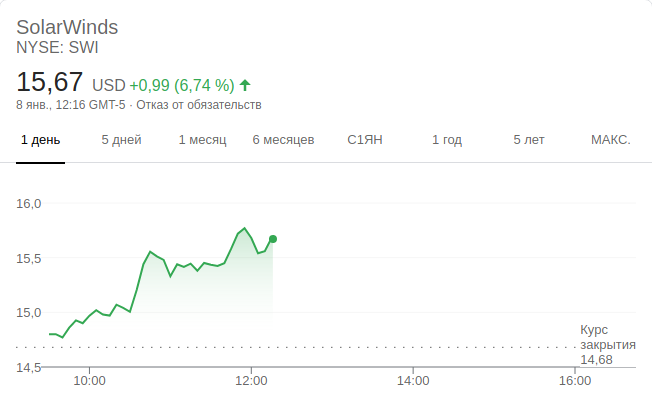 SolarWinds
NYSE: SWI
15,67 USD +0,99 (6,74 %)
8 янв., 12:16 GMT-5 · Отказ от обязательств
1 день 5 дней 1 месяц 6 месяцев С1ЯН 1 год 5 лет МАКС.
16,0
15,5
15,0
Курс
закрытия
14,68
14,5
10:00 12:00 14:00 16:00